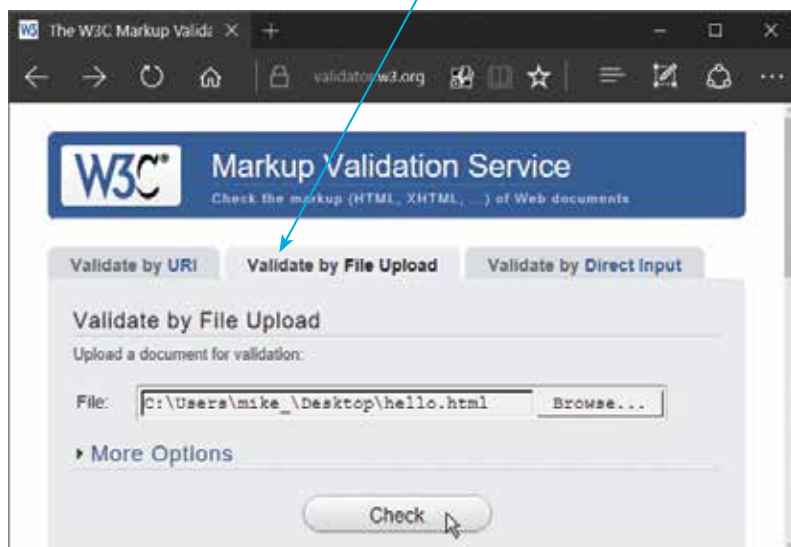 W3 The W3C Markup Valida
validator.w3.org
W3C Markup Validation Service
Check the markup (HTML, XHTML, ...) of Web documents
Validate by URI Validate by File Upload Validate by Direct Input
Validate by File Upload
Upload a document for validation:
File: C:\Users\mike_\Desktop\hello.html Browse...
More Options
Check